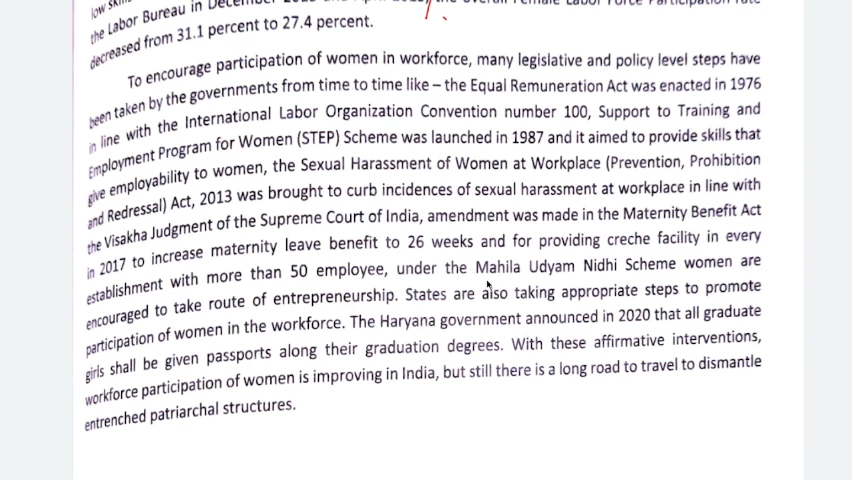 low
the Labor Bureau in
decreased from 31.1 percent to 27.4 percent.
To encourage participation of women in workforce, many legislative and policy level steps have
been taken by the governments from time to time like – the Equal Remuneration Act was enacted in 1976
in line with the International Labor Organization Convention number 100, Support to Training and
Employment Program for Women (STEP) Scheme was launched in 1987 and it aimed to provide skills that
give employability to women, the Sexual Harassment of Women at Workplace (Prevention, Prohibition
and Redressal) Act, 2013 was brought to curb incidences of sexual harassment at workplace in line with
the Visakha Judgment of the Supreme Court of India, amendment was made in the Maternity Benefit Act
in 2017 to increase maternity leave benefit to 26 weeks and for providing creche facility in every
establishment with more than 50 employee, under the Mahila Udyam Nidhi Scheme women are
encouraged to take route of entrepreneurship. States are also taking appropriate steps to promote
participation of women in the workforce. The Haryana government announced in 2020 that all graduate
girls shall be given passports along their graduation degrees. With these affirmative interventions,
workforce participation of women is improving in India, but still there is a long road to travel to dismantle
entrenched patriarchal structures.